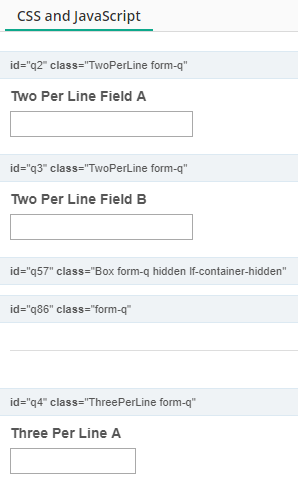 CSS and JavaScript
id="q2" class="TwoPerLine form-q"
Two Per Line Field A
id="q3" class="TwoPerLine form-q"
Two Per Line Field B
id="q57" class="Box form-q hidden lf-container-hidden"
id="q86" class="form-q"
id="q4" class="ThreePerLine form-q"
Three Per Line A